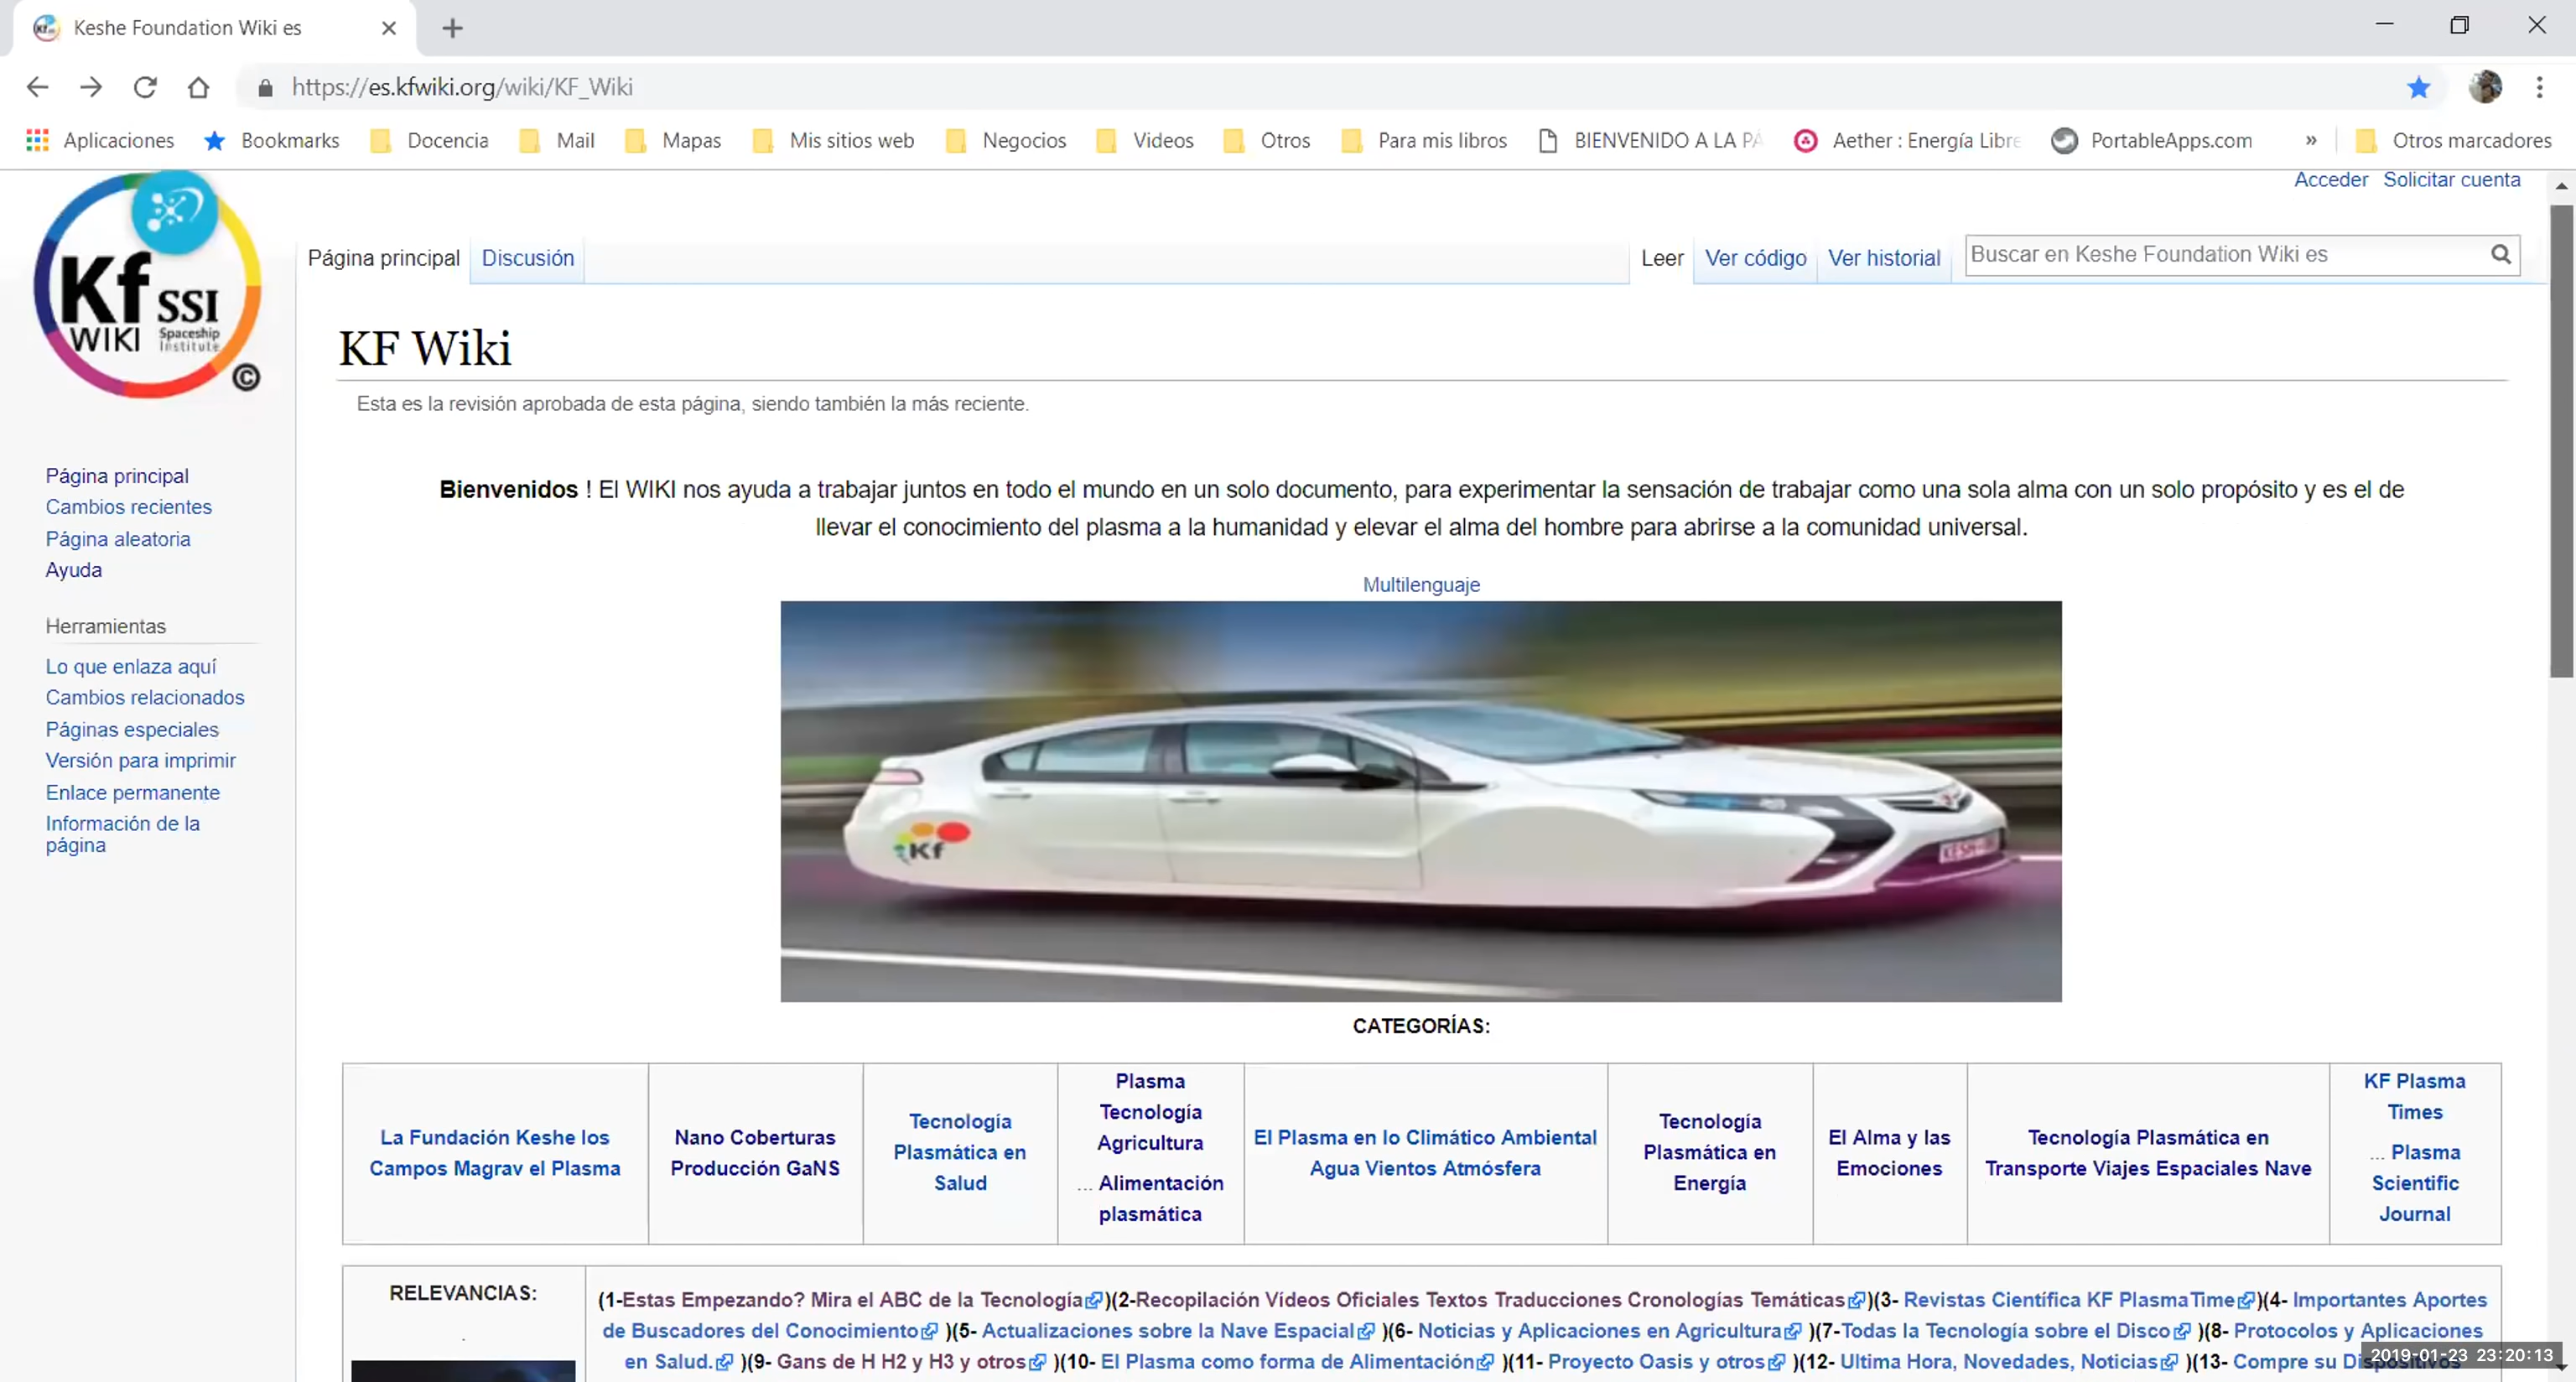 Keshe Foundation Wiki es
https://es.kfwiki.org/wiki/KF_Wiki
Aplicaciones Bookmarks Docencia Mail Mapas Mis sitios web Negocios Videos Otros Para mis libros BIENVENIDO A LA PÁ Aether : Energía Libre PortableApps.com » Otros marcadores
Acceder Solicitar cuenta
Kf SSI
WIKI Spaceship
Institute
©
Página principal Discusión Leer Ver código Ver historial Buscar en Keshe Foundation Wiki es
KF Wiki
Esta es la revisión aprobada de esta página, siendo también la más reciente.
Página principal
Cambios recientes
Página aleatoria
Ayuda
Herramientas
Lo que enlaza aquí
Cambios relacionados
Páginas especiales
Versión para imprimir
Enlace permanente
Información de la
página
Bienvenidos ! El WIKI nos ayuda a trabajar juntos en todo el mundo en un solo documento, para experimentar la sensación de trabajar como una sola alma con un solo propósito y es el de
llevar el conocimiento del plasma a la humanidad y elevar el alma del hombre para abrirse a la comunidad universal.
Multilenguaje
Kf
CATEGORÍAS:
La Fundación Keshe los
Campos Magrav el Plasma
Nano Coberturas
Producción GaNS
Tecnología
Plasmática en
Salud
Plasma
Tecnología
Agricultura
... Alimentación
plasmática
El Plasma en lo Climático Ambiental
Agua Vientos Atmósfera
Tecnología
Plasmática en
Energía
El Alma y las
Emociones
Tecnología Plasmática en
Transporte Viajes Espaciales Nave
KF Plasma
Times
... Plasma
Scientific
Journal
RELEVANCIAS:
.
(1-Estas Empezando? Mira el ABC de la Tecnología)(2-Recopilación Vídeos Oficiales Textos Traducciones Cronologías Temáticas)(3- Revistas Científica KF PlasmaTime)(4- Importantes Aportes
de Buscadores del Conocimiento )(5- Actualizaciones sobre la Nave Espacial )(6- Noticias y Aplicaciones en Agricultura )(7-Todas la Tecnología sobre el Disco )(8- Protocolos y Aplicaciones
en Salud. )(9- Gans de H H2 y H3 y otros )(10- El Plasma como forma de Alimentación )(11- Proyecto Oasis y otros )(12- Ultima Hora, Novedades, Noticias )(13- Compre su Dispositivos
2019-01-23 23:20:13